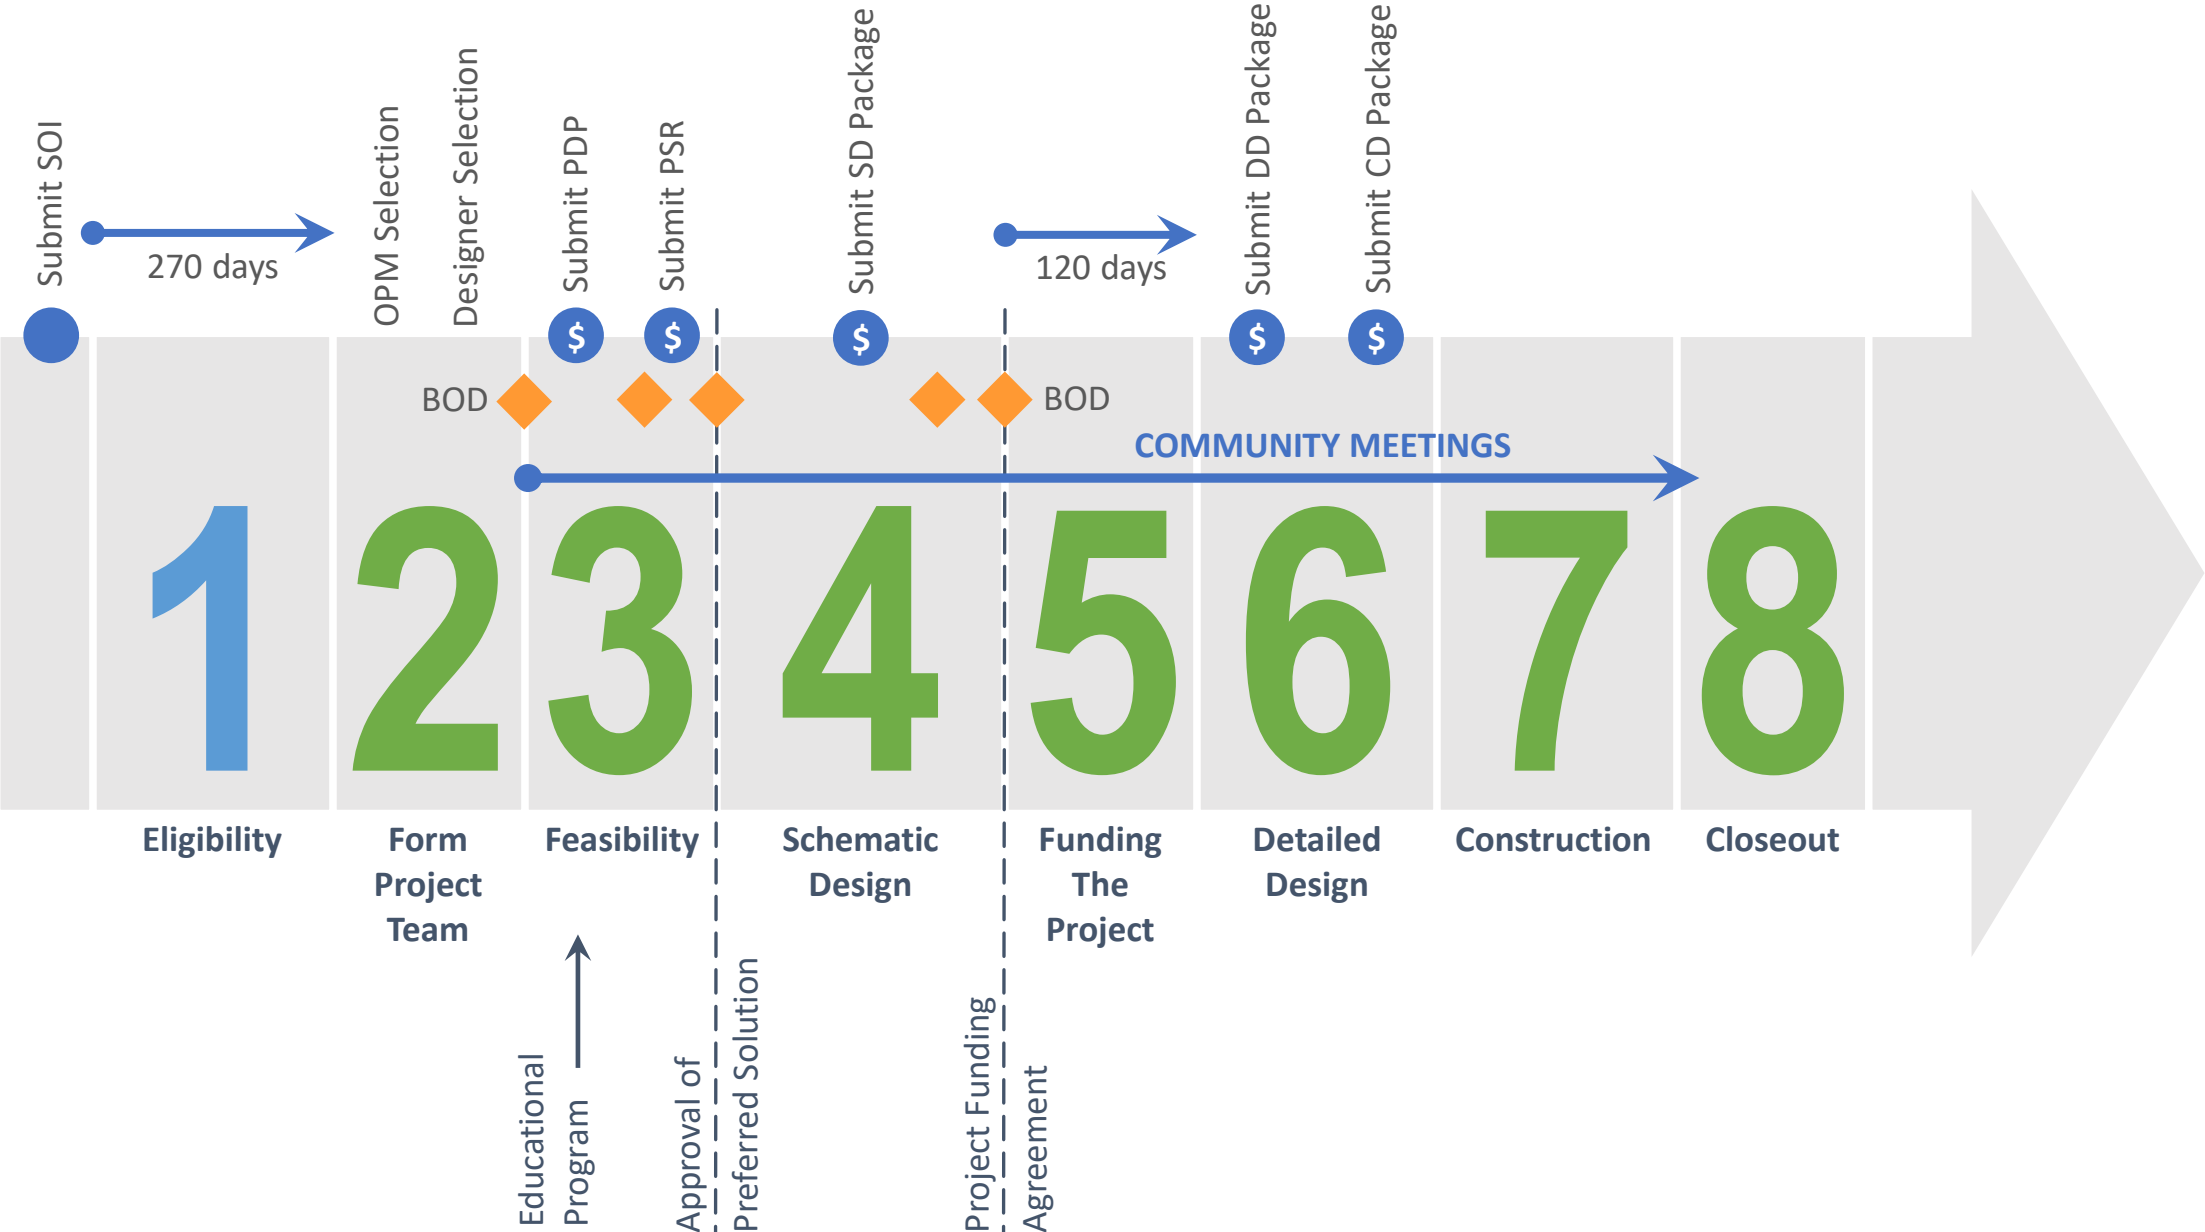 Submit SOI
270 days
OPM Selection
Designer Selection
Submit PDP
Submit PSR
Submit SD Package
120 days
Submit DD Package
Submit CD Package
$
$
$
$
$
BOD
BOD
COMMUNITY MEETINGS
1
2
3
4
5
6
7
8
Eligibility
Form
Project
Team
Feasibility
Schematic
Design
Funding
The
Project
Detailed
Design
Construction
Closeout
Educational
Program
Approval of
Preferred Solution
Project Funding
Agreement